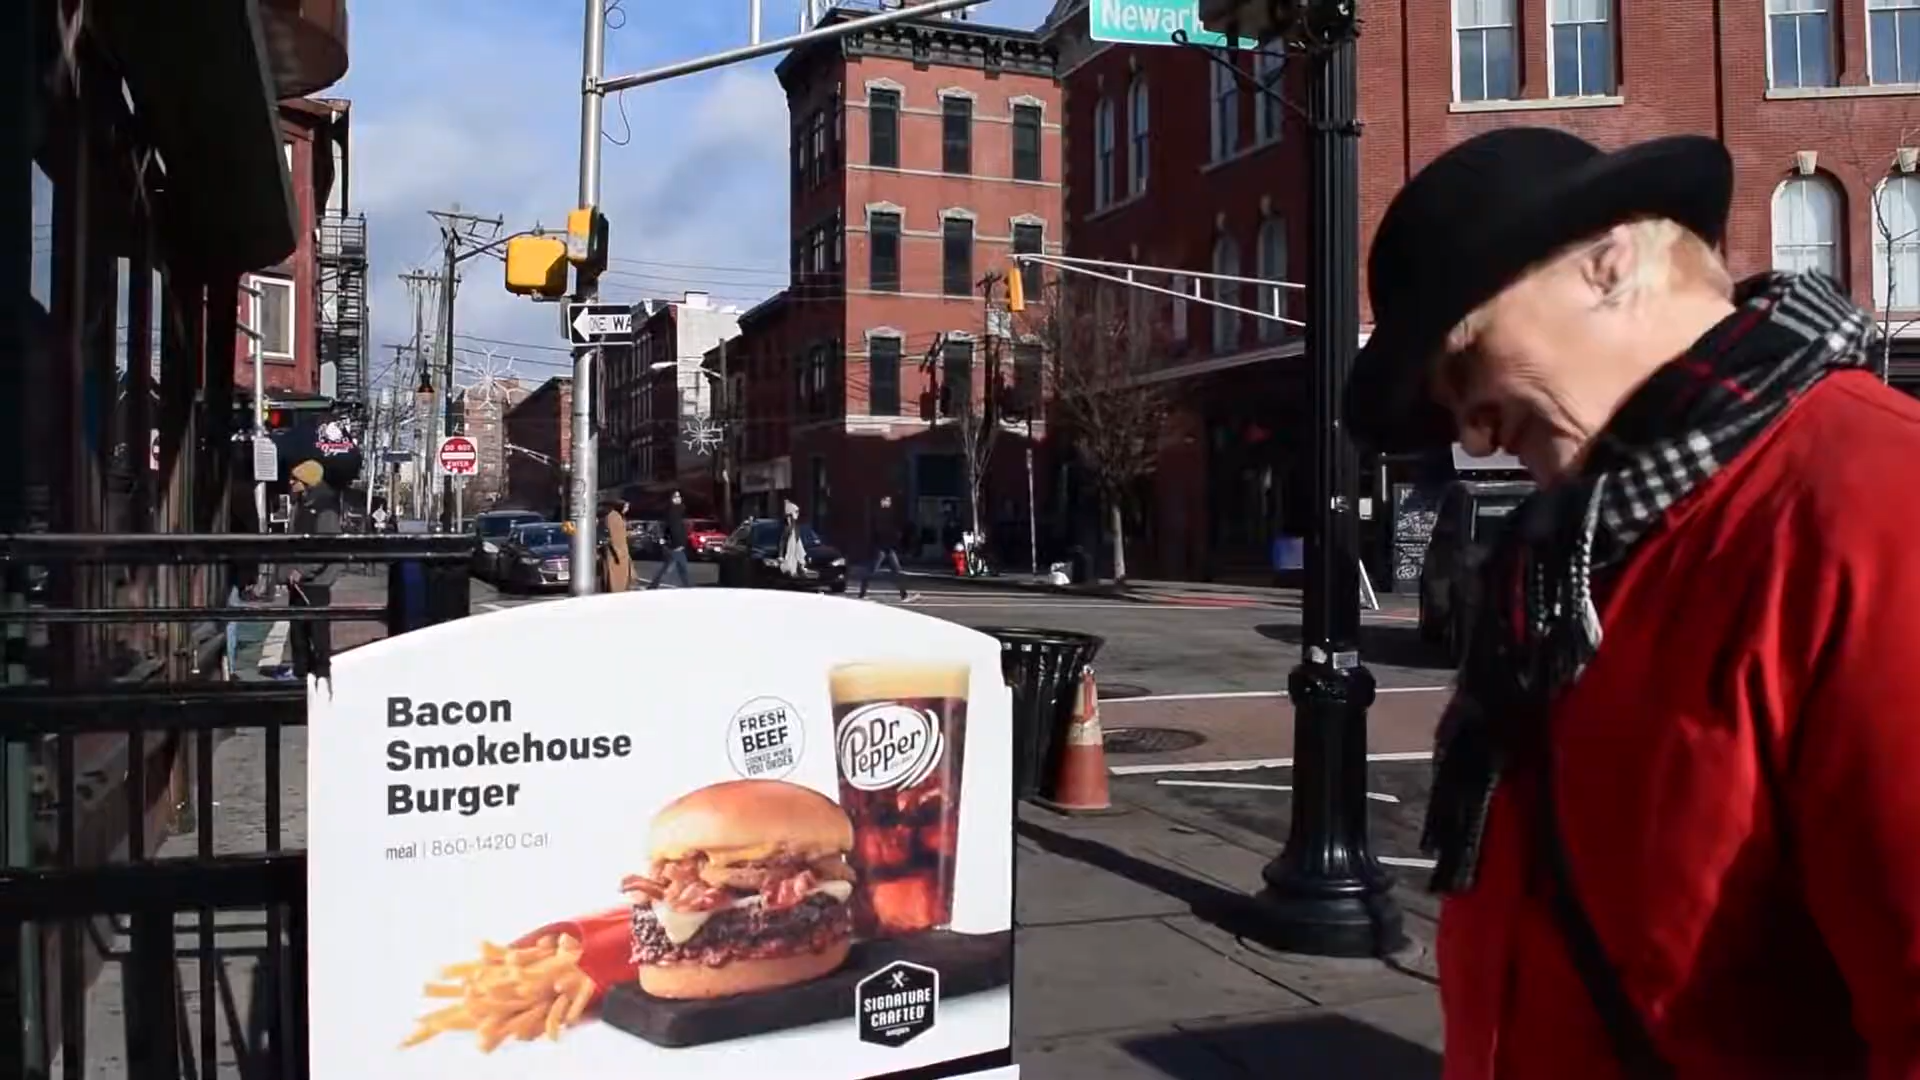 Newark
ONE WA
DO NOT
ENTER
Bacon
Smokehouse
Burger
meal | 860-1420 Cal
FRESH
BEEF
COOKED WHEN
YOU ORDER
Dr
Pepper
SIGNATURE
CRAFTED